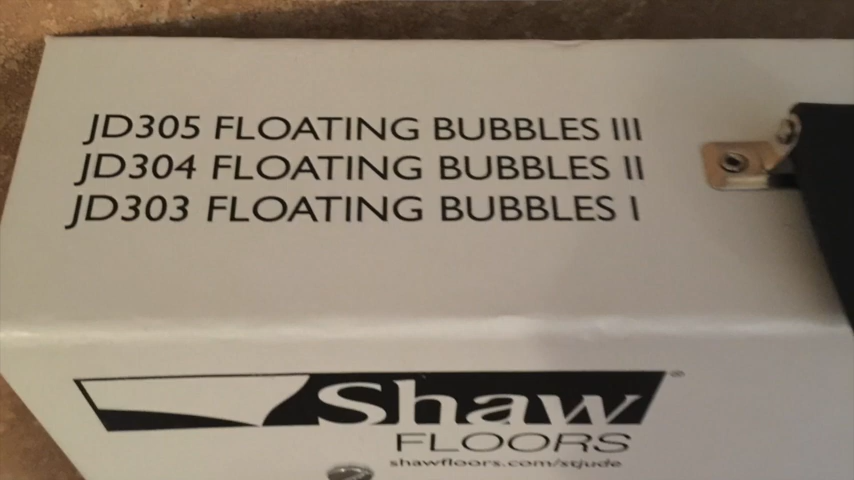 JD305 FLOATING BUBBLES III
JD304 FLOATING BUBBLES II
JD303 FLOATING BUBBLES I
Shaw
FLOORS
shawfloors.com/stjude